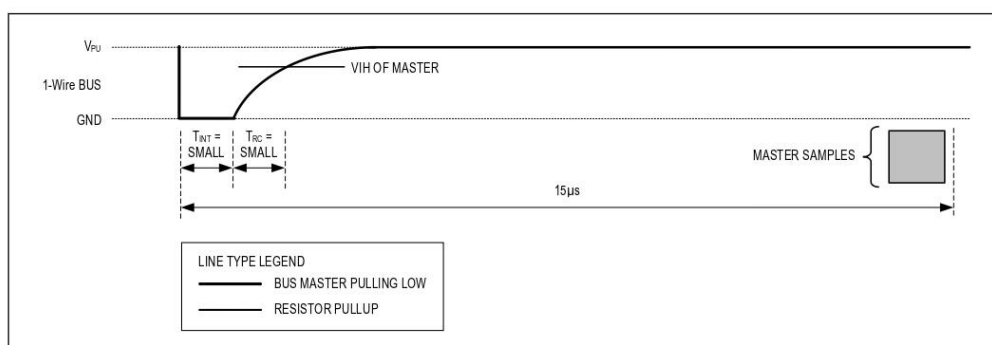 VPU
VIH OF MASTER
1-Wire BUS
GND
TINT = SMALL
TRC = SMALL
MASTER SAMPLES
15µs
LINE TYPE LEGEND
BUS MASTER PULLING LOW
RESISTOR PULLUP